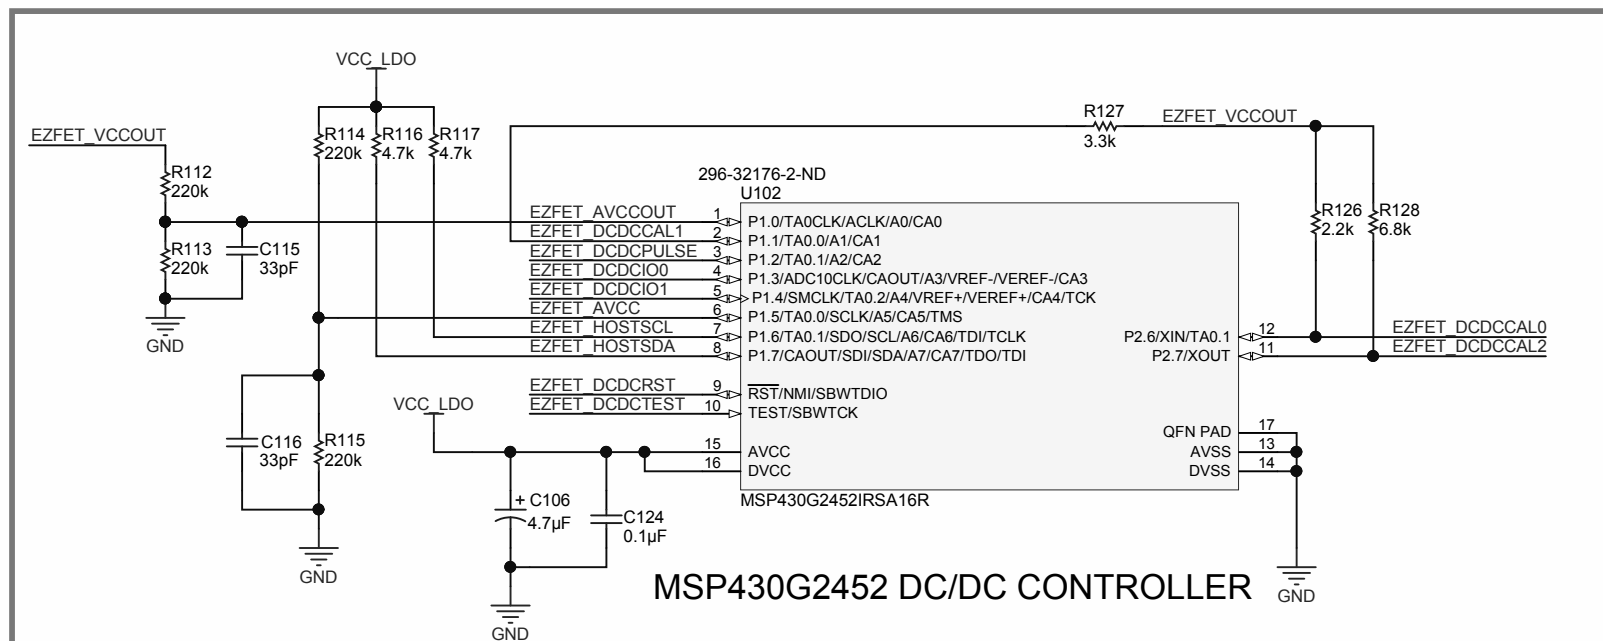 VCC_LDO
EZFET_VCCOUT
R112
220k
R113
220k
C115
33pF
GND
R114
220k
R116
4.7k
R117
4.7k
R127
3.3k
EZFET_VCCOUT
R126
2.2k
R128
6.8k
296-32176-2-ND
U102
EZFET_AVCCOUT 1 P1.0/TA0CLK/ACLK/A0/CA0
EZFET_DCDCCAL1 2 P1.1/TA0.0/A1/CA1
EZFET_DCDCPULSE 3 P1.2/TA0.1/A2/CA2
EZFET_DCDCIO0 4 P1.3/ADC10CLK/CAOUT/A3/VREF-/VEREF-/CA3
EZFET_DCDCIO1 5 P1.4/SMCLK/TA0.2/A4/VREF+/VEREF+/CA4/TCK
EZFET_AVCC 6 P1.5/TA0.0/SCLK/A5/CA5/TMS
EZFET_HOSTSCL 7 P1.6/TA0.1/SDO/SCL/A6/CA6/TDI/TCLK
EZFET_HOSTSDA 8 P1.7/CAOUT/SDI/SDA/A7/CA7/TDO/TDI
P2.6/XIN/TA0.1 12 EZFET_DCDCCAL0
P2.7/XOUT 11 EZFET_DCDCCAL2
EZFET_DCDCRST 9 RST/NMI/SBWTDIO
EZFET_DCDCTEST 10 TEST/SBWTCK
VCC_LDO
15 AVCC
16 DVCC
QFN PAD 17
AVSS 13
DVSS 14
MSP430G2452IRSA16R
C116
33pF
R115
220k
GND
+ C106
4.7µF
C124
0.1µF
GND
GND
MSP430G2452 DC/DC CONTROLLER